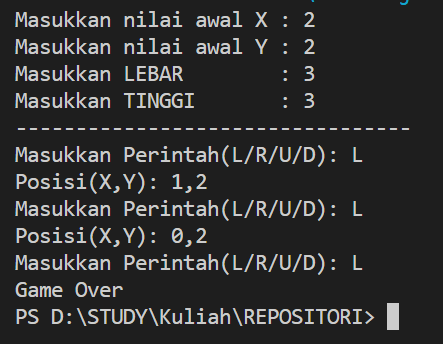 Masukkan nilai awal X : 2
Masukkan nilai awal Y : 2
Masukkan LEBAR        : 3
Masukkan TINGGI       : 3
---------------------------------
Masukkan Perintah(L/R/U/D): L
Posisi(X,Y): 1,2
Masukkan Perintah(L/R/U/D): L
Posisi(X,Y): 0,2
Masukkan Perintah(L/R/U/D): L
Game Over
PS D:\STUDY\Kuliah\REPOSITORI>